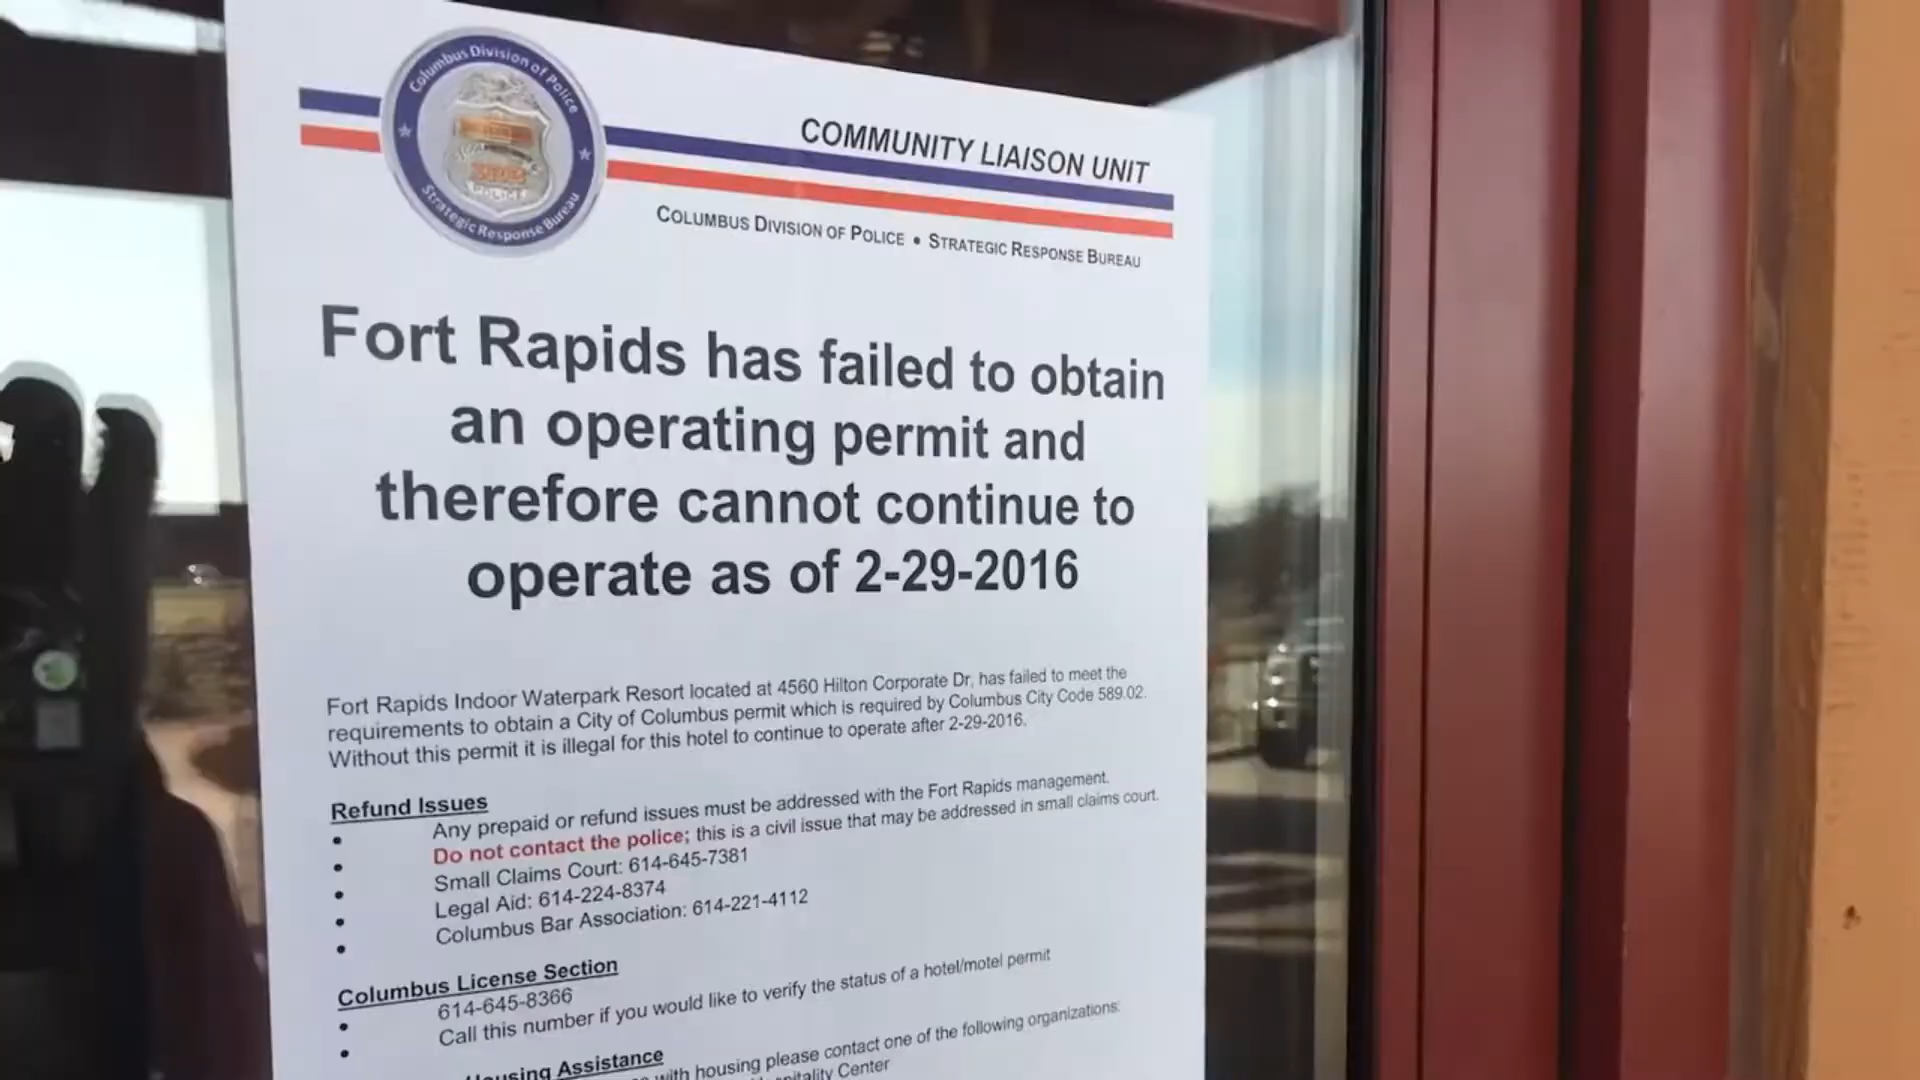 Columbus Division of Police
POLICE
Strategic Response Bureau
COMMUNITY LIAISON UNIT
COLUMBUS DIVISION OF POLICE • STRATEGIC RESPONSE BUREAU
Fort Rapids has failed to obtain
an operating permit and
therefore cannot continue to
operate as of 2-29-2016
Fort Rapids Indoor Waterpark Resort located at 4560 Hilton Corporate Dr, has failed to meet the
requirements to obtain a City of Columbus permit which is required by Columbus City Code 589.02.
Without this permit it is illegal for this hotel to continue to operate after 2-29-2016.
Refund Issues
• Any prepaid or refund issues must be addressed with the Fort Rapids management.
• Do not contact the police; this is a civil issue that may be addressed in small claims court.
• Small Claims Court: 614-645-7381
• Legal Aid: 614-224-8374
• Columbus Bar Association: 614-221-4112
Columbus License Section
• 614-645-8366
• Call this number if you would like to verify the status of a hotel/motel permit
Housing Assistance
with housing please contact one of the following organizations:
Center